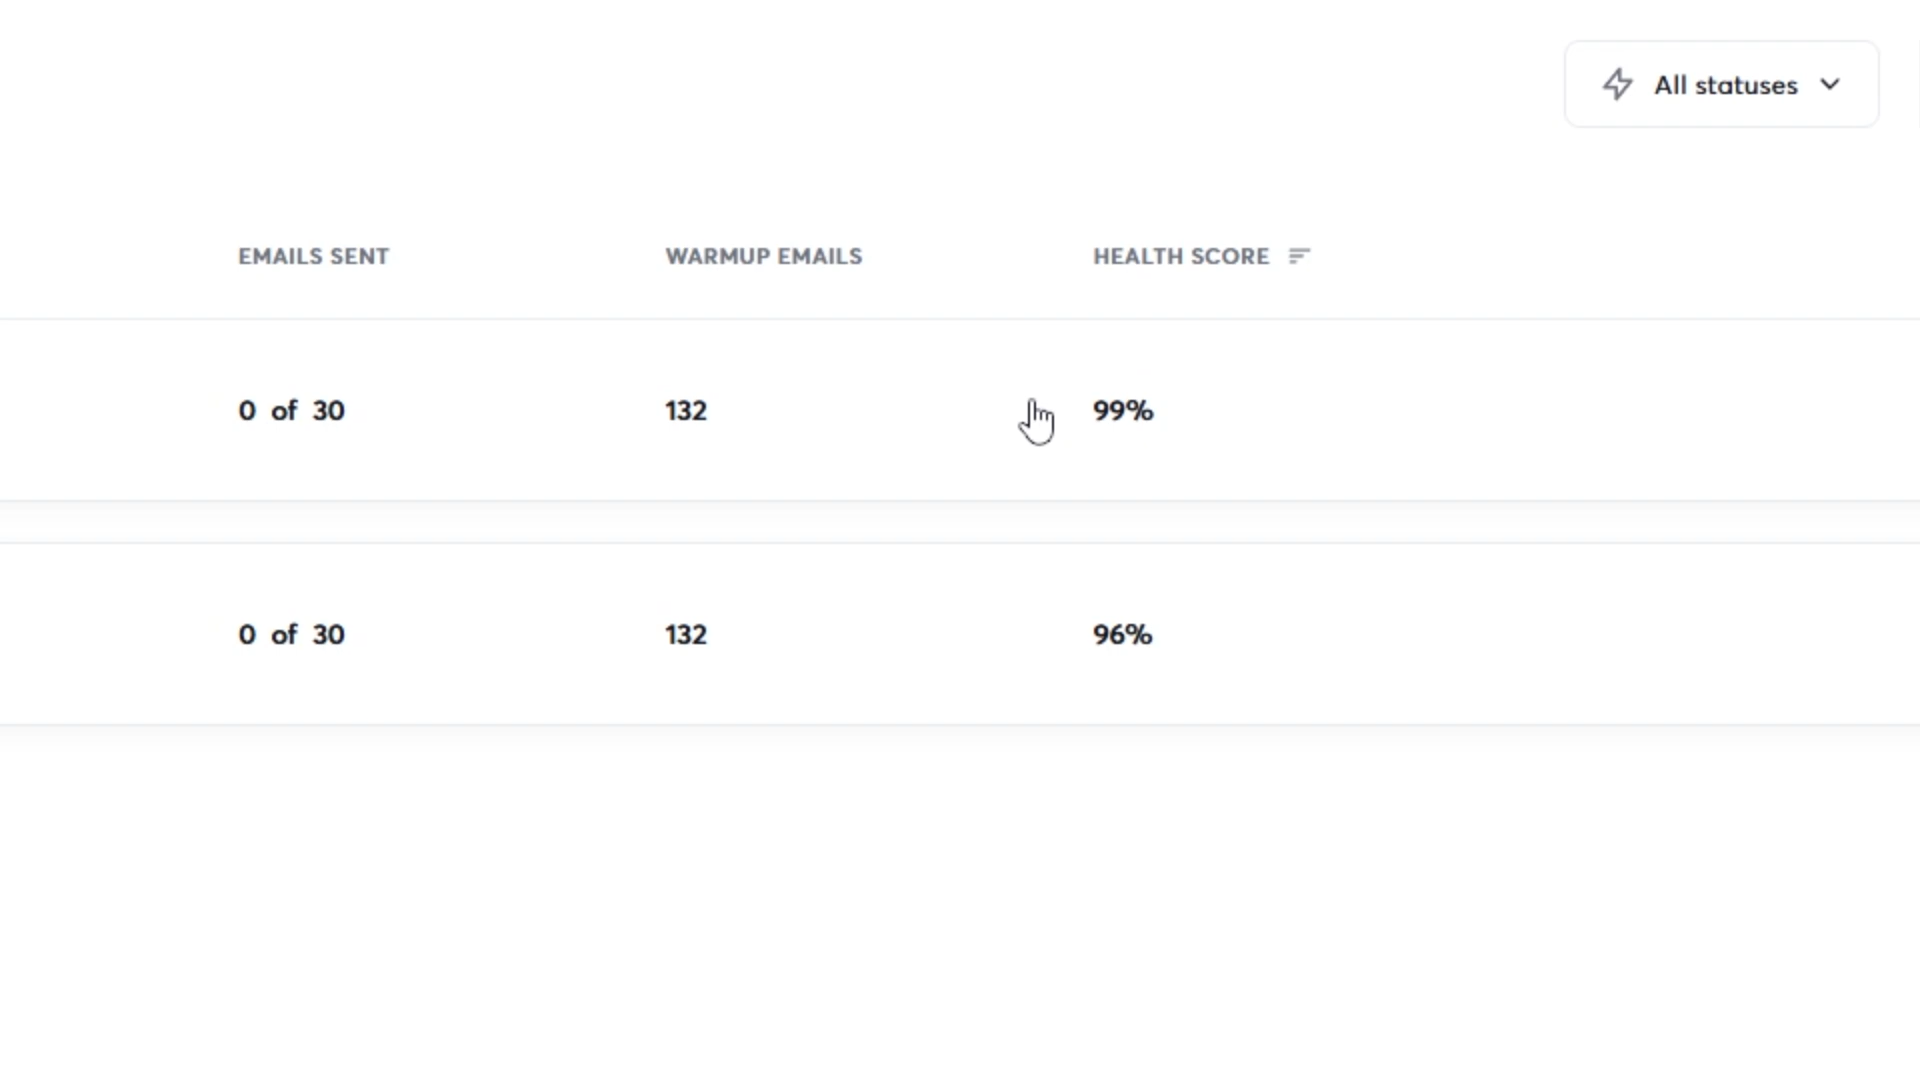 All statuses
EMAILS SENT WARMUP EMAILS HEALTH SCORE
0 of 30 132 99%
0 of 30 132 96%